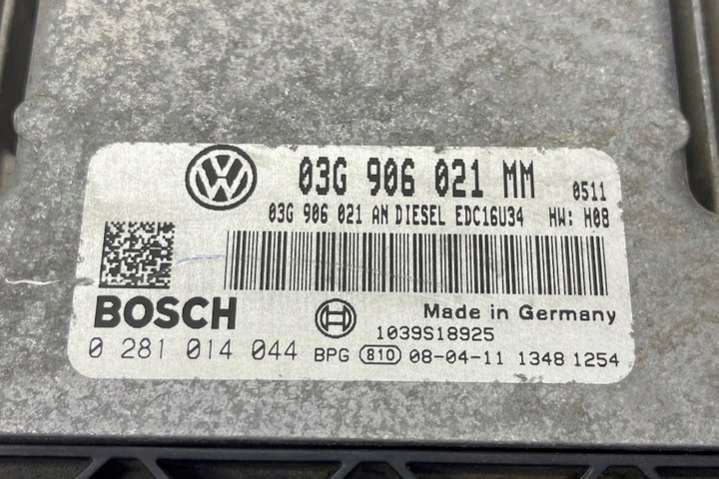 03G 906 021 MM 0511
03G 906 021 AN DIESEL EDC16U34 HW: H08
BOSCH
Made in Germany
1039S18925
0 281 014 044 BPG 810 08-04-11 1348 1254